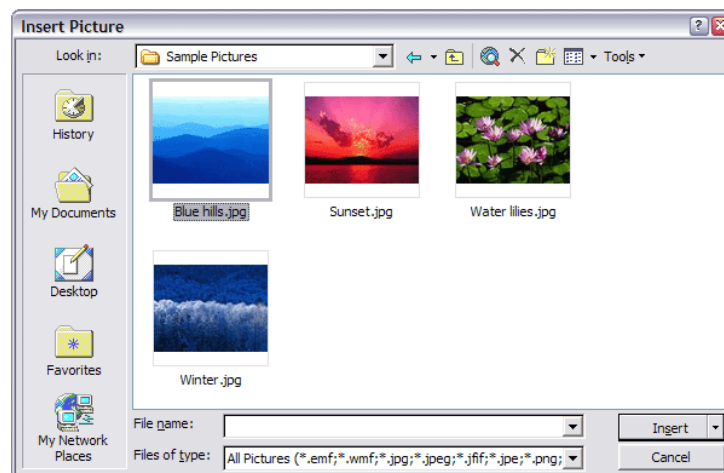 Insert Picture
Look in:
Sample Pictures
Tools
History
My Documents
Desktop
Favorites
My Network
Places
Blue hills.jpg
Sunset.jpg
Water lilies.jpg
Winter.jpg
File name:
Insert
Files of type:
All Pictures (*.emf;*.wmf;*.jpg;*.jpeg;*.jfif;*.jpe;*.png;
Cancel